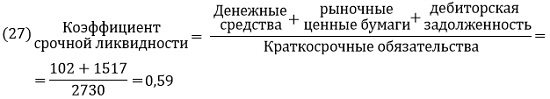 Денежные рыночные дебиторская
(27) Коэффициент срочной ликвидности = средства + ценные бумаги + задолженность =
Краткосрочные обязательства
= 102 + 1517 = 0,59
2730